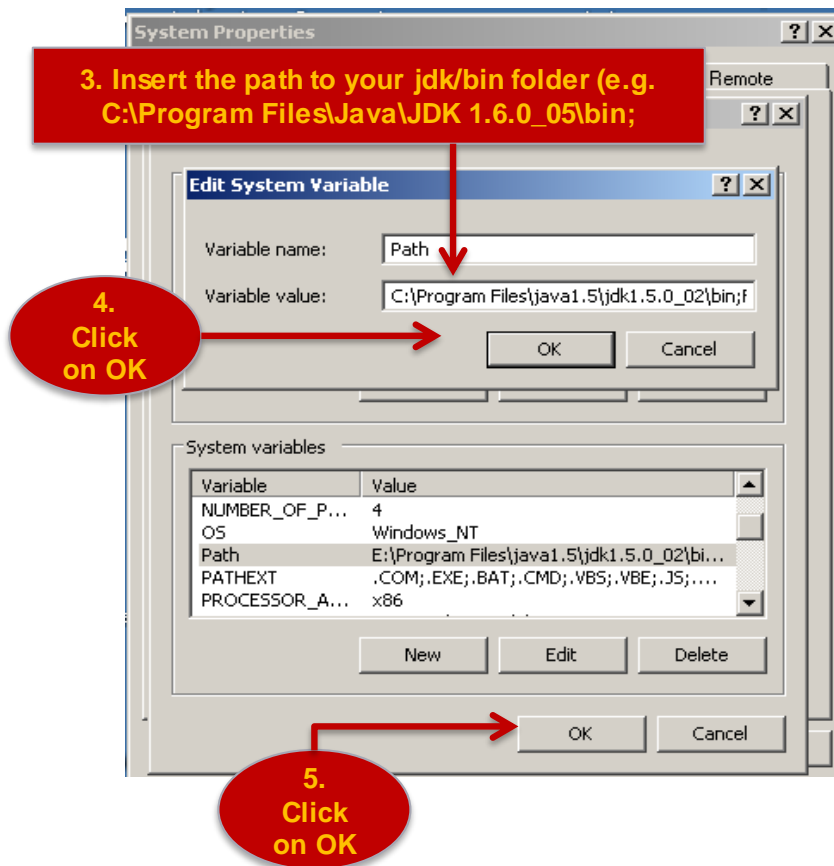 System Properties
3. Insert the path to your jdk/bin folder (e.g.
C:\Program Files\Java\JDK 1.6.0_05\bin;
Remote
Edit System Variable
Variable name:
Path
Variable value:
C:\Program Files\java1.5\jdk1.5.0_02\bin;
4.
Click
on OK
OK
Cancel
System variables
Variable
Value
NUMBER_OF_P...
4
OS
Windows_NT
Path
E:\Program Files\java1.5\jdk1.5.0_02\bi...
PATHEXT
.COM;.EXE;.BAT;.CMD;.VBS;.VBE;.JS;....
PROCESSOR_A...
x86
New
Edit
Delete
OK
Cancel
5.
Click
on OK